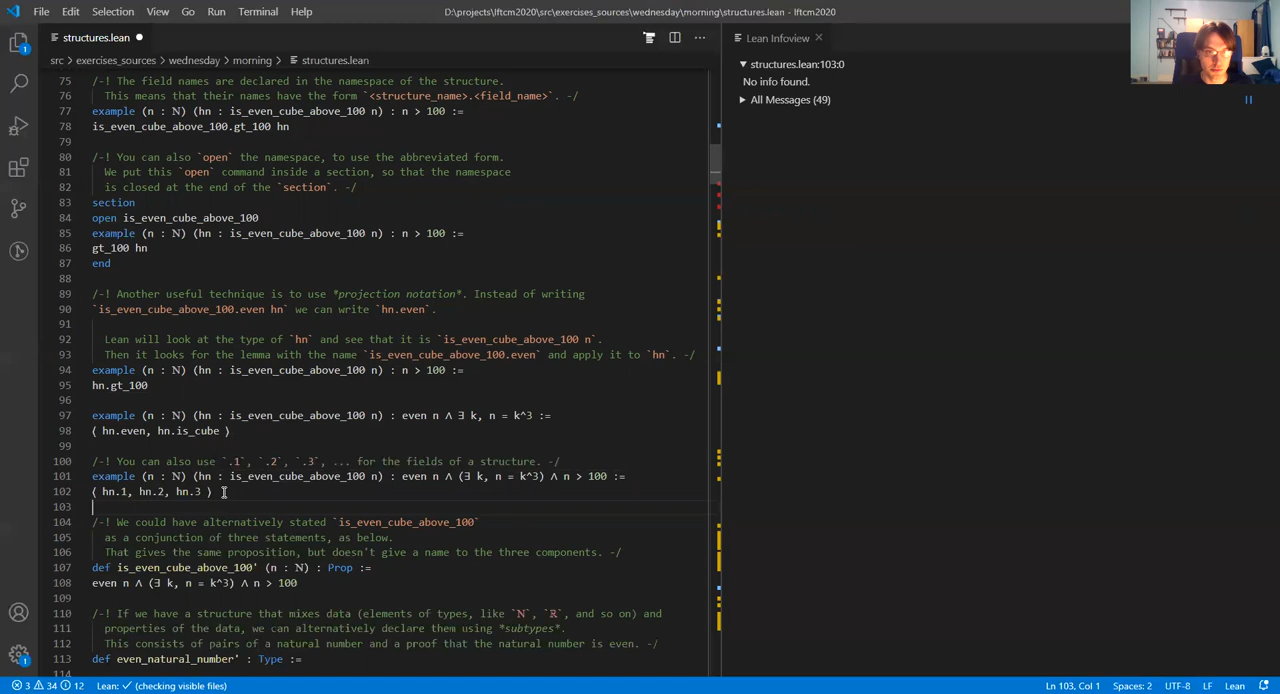 File Edit Selection View Go Run Terminal Help
D:\projects\lftcm2020\src\exercises_sources\wednesday\morning\structures.lean - lftcm2020
structures.lean
Lean Infoview
src > exercises_sources > wednesday > morning > structures.lean
structures.lean:103:0
No info found.
All Messages (49)
75 /-! The field names are declared in the namespace of the structure.
76 This means that their names have the form `<structure_name>.<field_name>`. -/
77 example (n : ℕ) (hn : is_even_cube_above_100 n) : n > 100 :=
78 is_even_cube_above_100.gt_100 hn
79
80 /-! You can also `open` the namespace, to use the abbreviated form.
81 We put this `open` command inside a section, so that the namespace
82 is closed at the end of the `section`. -/
83 section
84 open is_even_cube_above_100
85 example (n : ℕ) (hn : is_even_cube_above_100 n) : n > 100 :=
86 gt_100 hn
87 end
88
89 /-! Another useful technique is to use *projection notation*. Instead of writing
90 `is_even_cube_above_100.even hn` we can write `hn.even`.
91
92 Lean will look at the type of `hn` and see that it is `is_even_cube_above_100 n`.
93 Then it looks for the lemma with the name `is_even_cube_above_100.even` and apply it to `hn`. -/
94 example (n : ℕ) (hn : is_even_cube_above_100 n) : n > 100 :=
95 hn.gt_100
96
97 example (n : ℕ) (hn : is_even_cube_above_100 n) : even n ∧ ∃ k, n = k^3 :=
98 ⟨ hn.even, hn.is_cube ⟩
99
100 /-! You can also use `.1`, `.2`, `.3`, ... for the fields of a structure. -/
101 example (n : ℕ) (hn : is_even_cube_above_100 n) : even n ∧ (∃ k, n = k^3) ∧ n > 100 :=
102 ⟨ hn.1, hn.2, hn.3 ⟩
103
104 /-! We could have alternatively stated `is_even_cube_above_100`
105 as a conjunction of three statements, as below.
106 That gives the same proposition, but doesn't give a name to the three components. -/
107 def is_even_cube_above_100' (n : ℕ) : Prop :=
108 even n ∧ (∃ k, n = k^3) ∧ n > 100
109
110 /-! If we have a structure that mixes data (elements of types, like `ℕ`, `ℝ`, and so on) and
111 properties of the data, we can alternatively declare them using *subtypes*.
112 This consists of pairs of a natural number and a proof that the natural number is even. -/
113 def even_natural_number' : Type :=
114
3 34 12 Lean: ✓ (checking visible files)
Ln 103, Col 1 Spaces: 2 UTF-8 LF Lean